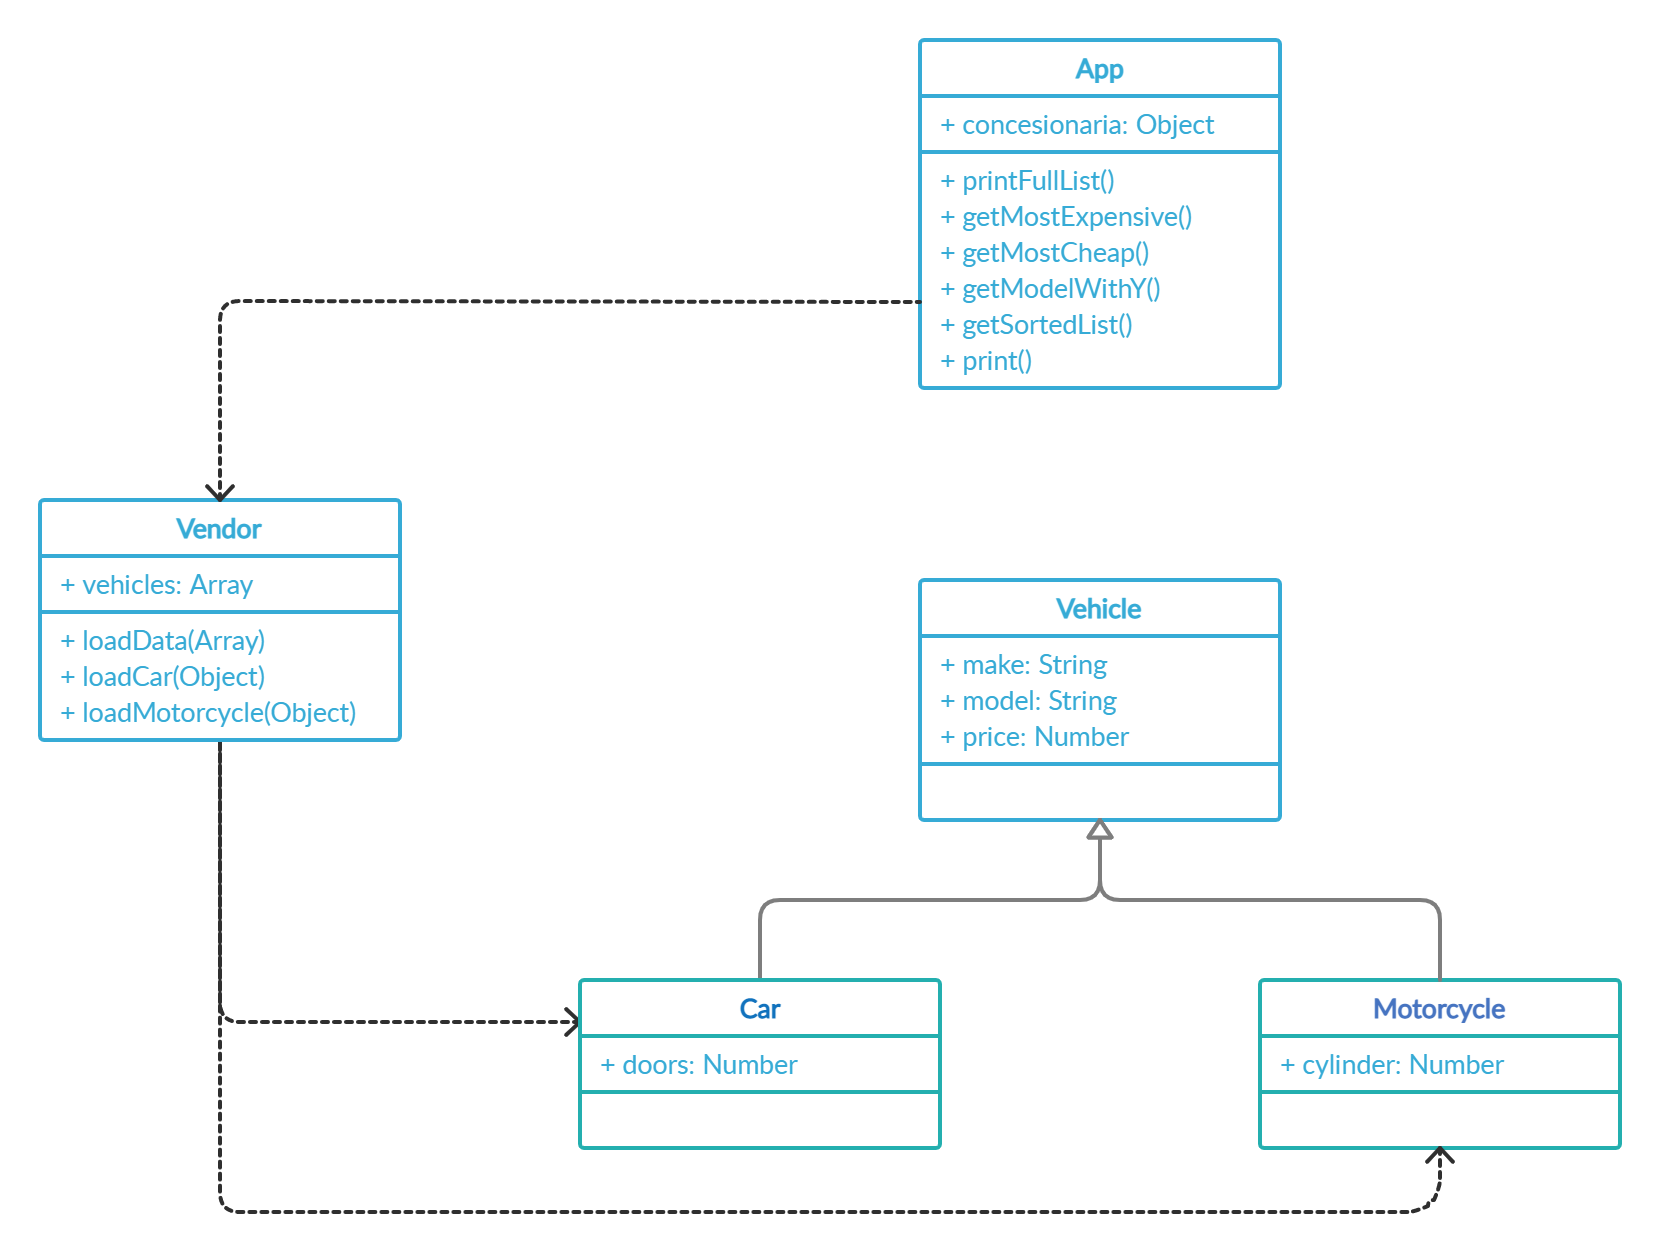 App
+ concesionaria: Object
+ printFullList()
+ getMostExpensive()
+ getMostCheap()
+ getModelWithY()
+ getSortedList()
+ print()
Vendor
+ vehicles: Array
+ loadData(Array)
+ loadCar(Object)
+ loadMotorcycle(Object)
Vehicle
+ make: String
+ model: String
+ price: Number
Car
+ doors: Number
Motorcycle
+ cylinder: Number